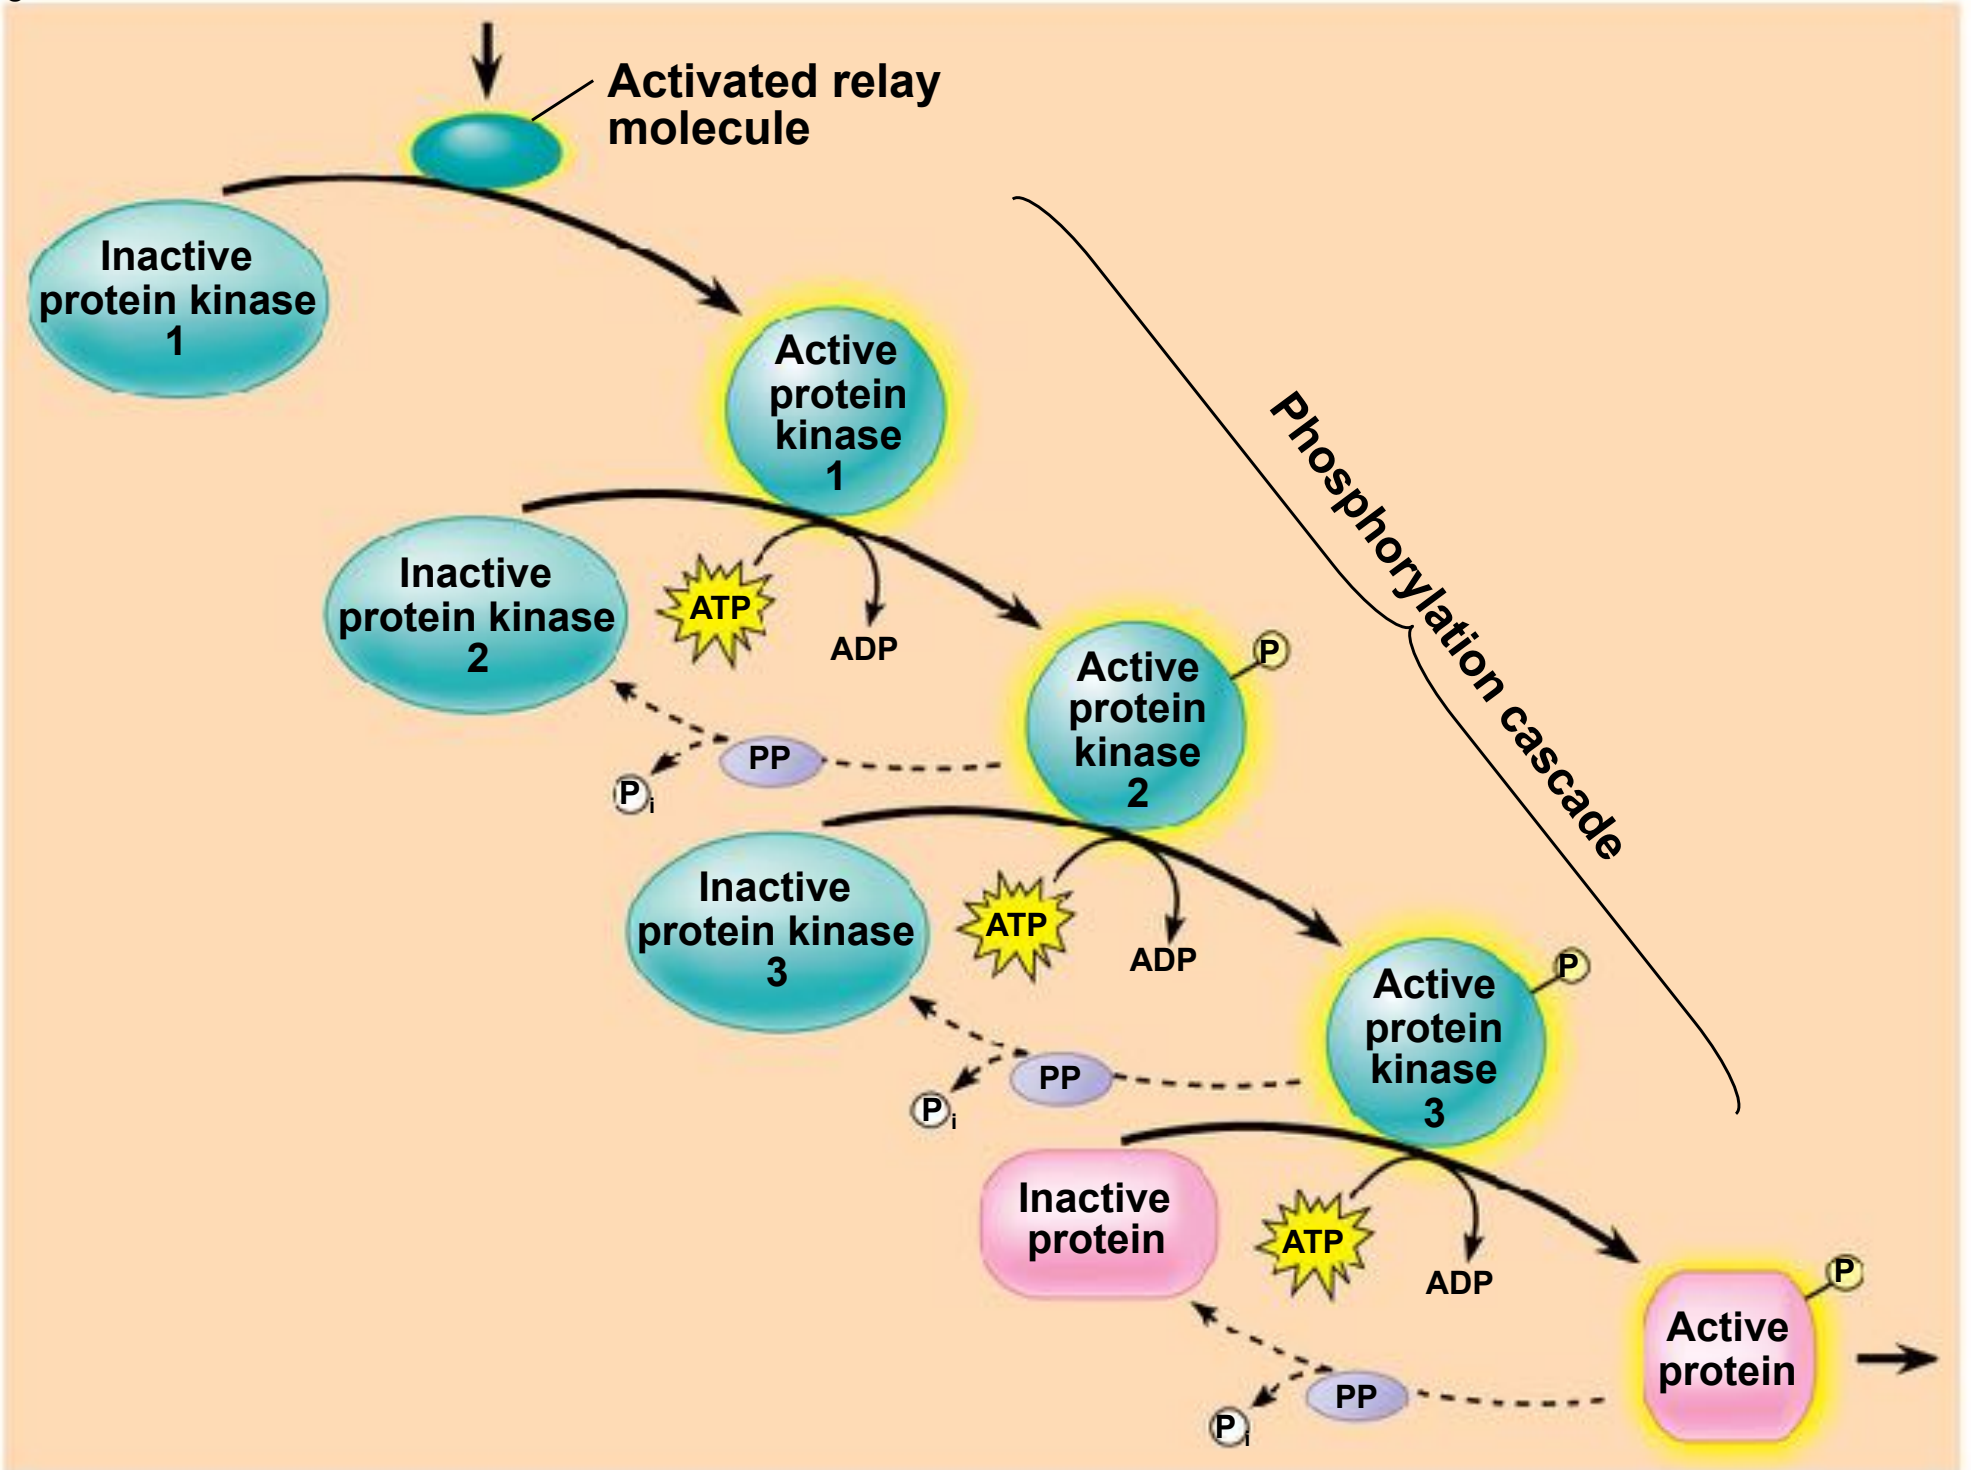 Activated relay
molecule
Inactive
protein kinase
1
Active
protein
kinase
1
Phosphorylation cascade
Inactive
protein kinase
2
ATP
ADP
P
Active
protein
kinase
2
PP
Pi
Inactive
protein kinase
3
ATP
ADP
P
Active
protein
kinase
3
PP
Pi
Inactive
protein
ATP
ADP
P
Active
protein
PP
Pi